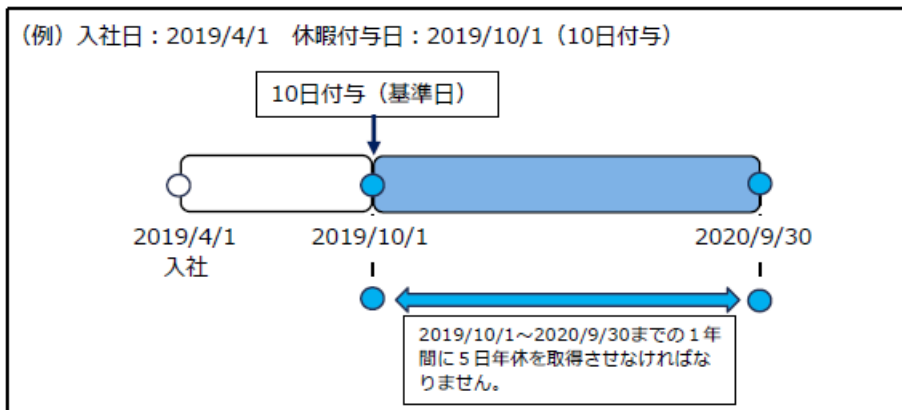 （例）入社日：2019/4/1　休暇付与日：2019/10/1（10日付与）
10日付与（基準日）
2019/4/1
入社
2019/10/1
2020/9/30
2019/10/1～2020/9/30までの１年
間に５日年休を取得させなければな
りません。